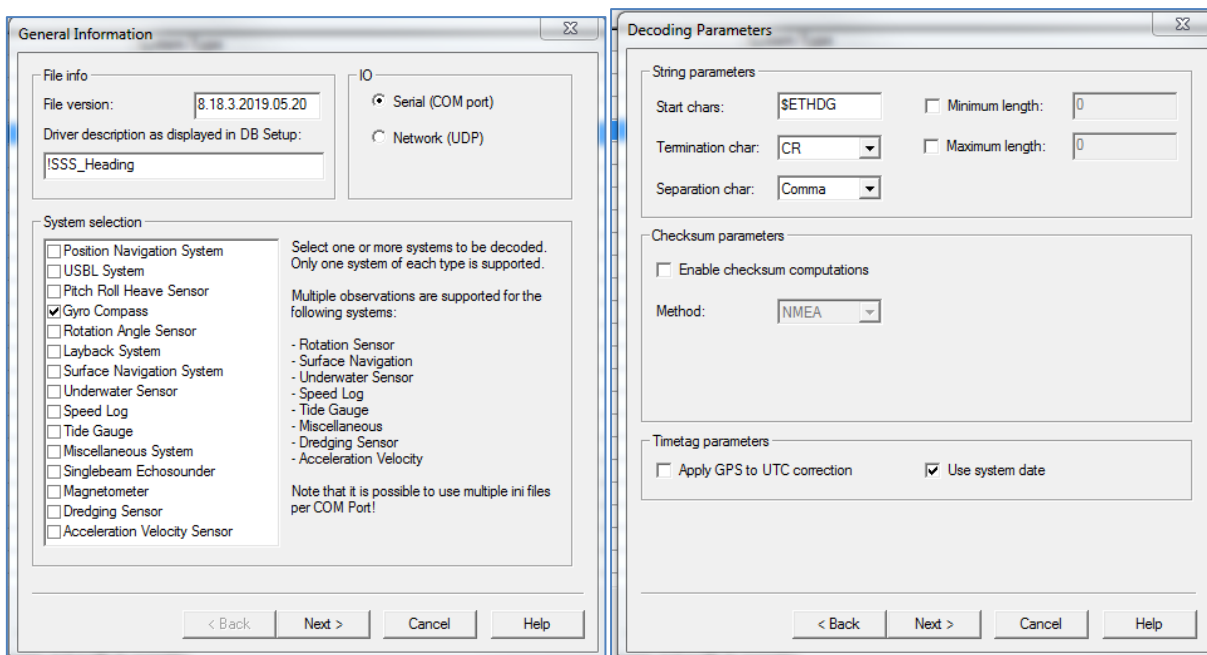 General Information
File info
File version: 8.18.3.2019.05.20
Driver description as displayed in DB Setup:
!SSS_Heading
IO
Serial (COM port)
Network (UDP)
System selection
Position Navigation System
USBL System
Pitch Roll Heave Sensor
Gyro Compass
Rotation Angle Sensor
Layback System
Surface Navigation System
Underwater Sensor
Speed Log
Tide Gauge
Miscellaneous System
Singlebeam Echosounder
Magnetometer
Dredging Sensor
Acceleration Velocity Sensor
Select one or more systems to be decoded.
Only one system of each type is supported.
Multiple observations are supported for the
following systems:
- Rotation Sensor
- Surface Navigation
- Underwater Sensor
- Speed Log
- Tide Gauge
- Miscellaneous
- Dredging Sensor
- Acceleration Velocity
Note that it is possible to use multiple ini files
per COM Port!
< Back Next > Cancel Help
Decoding Parameters
String parameters
Start chars: $ETHDG Minimum length: 0
Termination char: CR Maximum length: 0
Separation char: Comma
Checksum parameters
Enable checksum computations
Method: NMEA
Timetag parameters
Apply GPS to UTC correction Use system date
< Back Next > Cancel Help